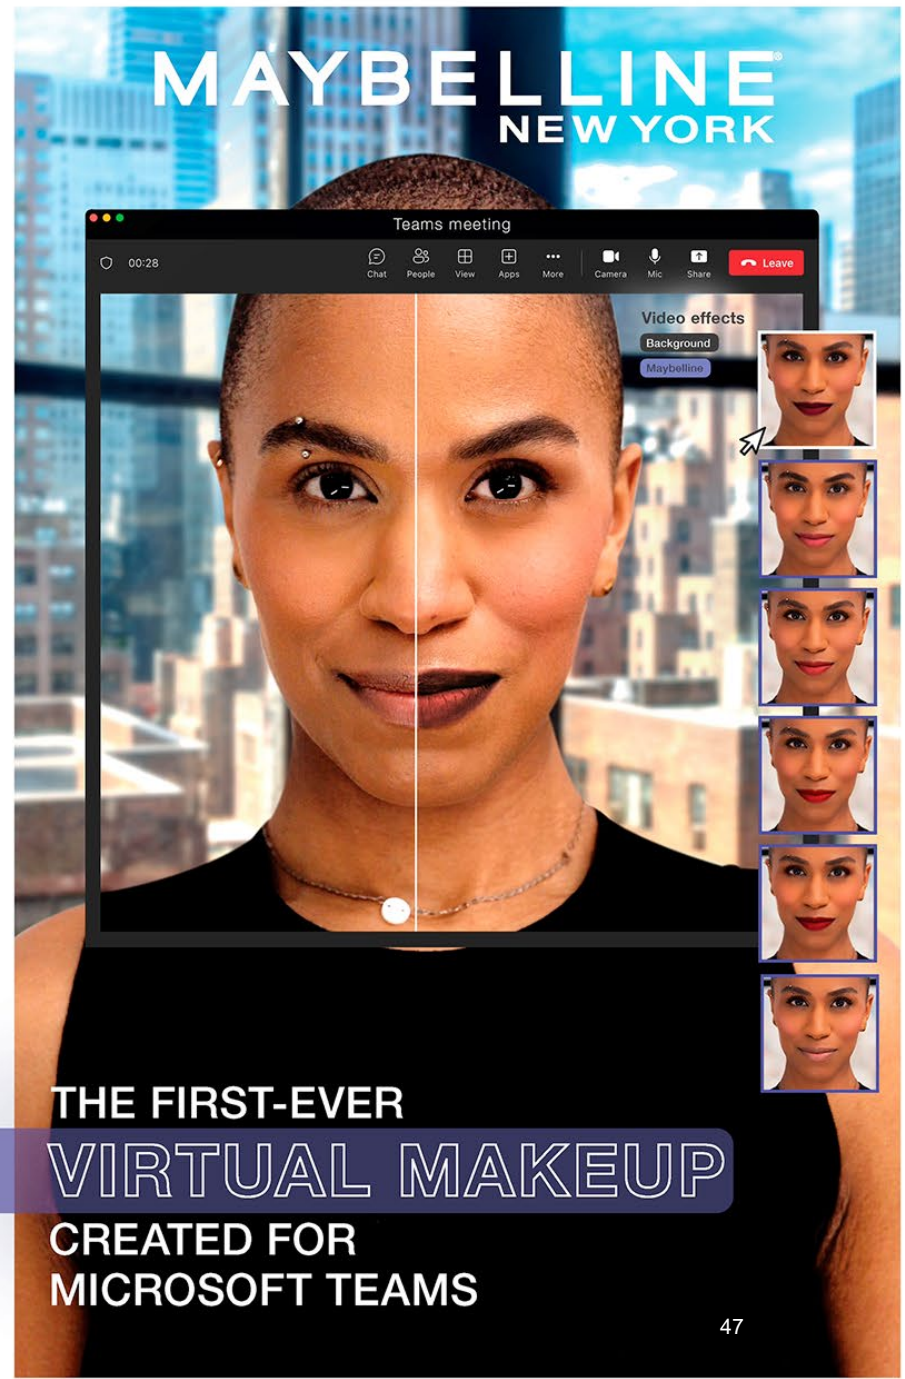 MAYBELLINE
NEW YORK
Teams meeting
00:28
Chat People View Apps More Camera Mic Share Leave
Video effects
Background
Maybelline
THE FIRST-EVER
VIRTUAL MAKEUP
CREATED FOR
MICROSOFT TEAMS
47